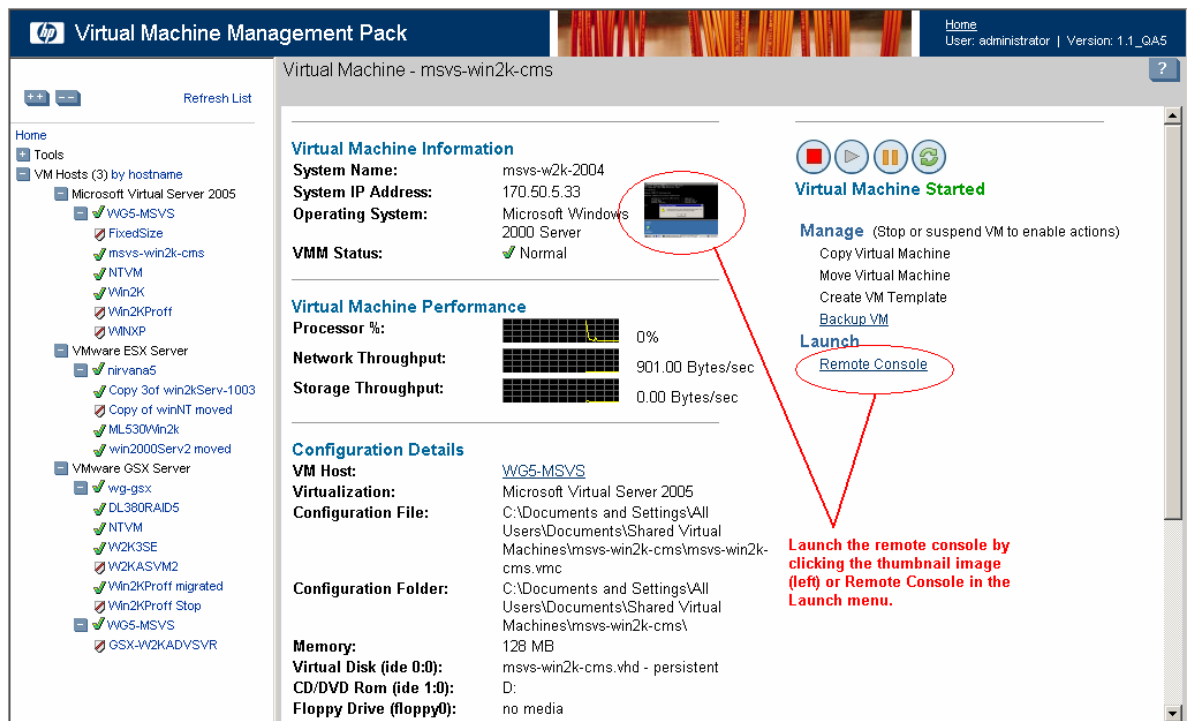 hp Virtual Machine Management Pack
Home
User: administrator | Version: 1.1_QA5
++ -- Refresh List
Home
Tools
VM Hosts (3) by hostname
Microsoft Virtual Server 2005
WG5-MSVS
FixedSize
msvs-win2k-cms
NTVM
Win2K
Win2KProff
WINXP
VMware ESX Server
nirvana5
Copy 3of win2kServ-1003
Copy of winNT moved
ML530Win2k
win2000Serv2 moved
VMware GSX Server
wg-gsx
DL380RAID5
NTVM
W2K3SE
W2KASVM2
Win2KProff migrated
Win2KProff Stop
WG5-MSVS
GSX-W2KADVSVR
Virtual Machine - msvs-win2k-cms
?
Virtual Machine Information
System Name: msvs-w2k-2004
System IP Address: 170.50.5.33
Operating System: Microsoft Windows
2000 Server
VMM Status: Normal
Virtual Machine Performance
Processor %: 0%
Network Throughput: 901.00 Bytes/sec
Storage Throughput: 0.00 Bytes/sec
Configuration Details
VM Host: WG5-MSVS
Virtualization: Microsoft Virtual Server 2005
Configuration File: C:\Documents and Settings\All
Users\Documents\Shared Virtual
Machines\msvs-win2k-cms\msvs-win2k-
cms.vmc
Configuration Folder: C:\Documents and Settings\All
Users\Documents\Shared Virtual
Machines\msvs-win2k-cms\
Memory: 128 MB
Virtual Disk (ide 0:0): msvs-win2k-cms.vhd - persistent
CD/DVD Rom (ide 1:0): D:
Floppy Drive (floppy0): no media
Virtual Machine Started
Manage (Stop or suspend VM to enable actions)
Copy Virtual Machine
Move Virtual Machine
Create VM Template
Backup VM
Launch
Remote Console
Launch the remote console by
clicking the thumbnail image
(left) or Remote Console in the
Launch menu.